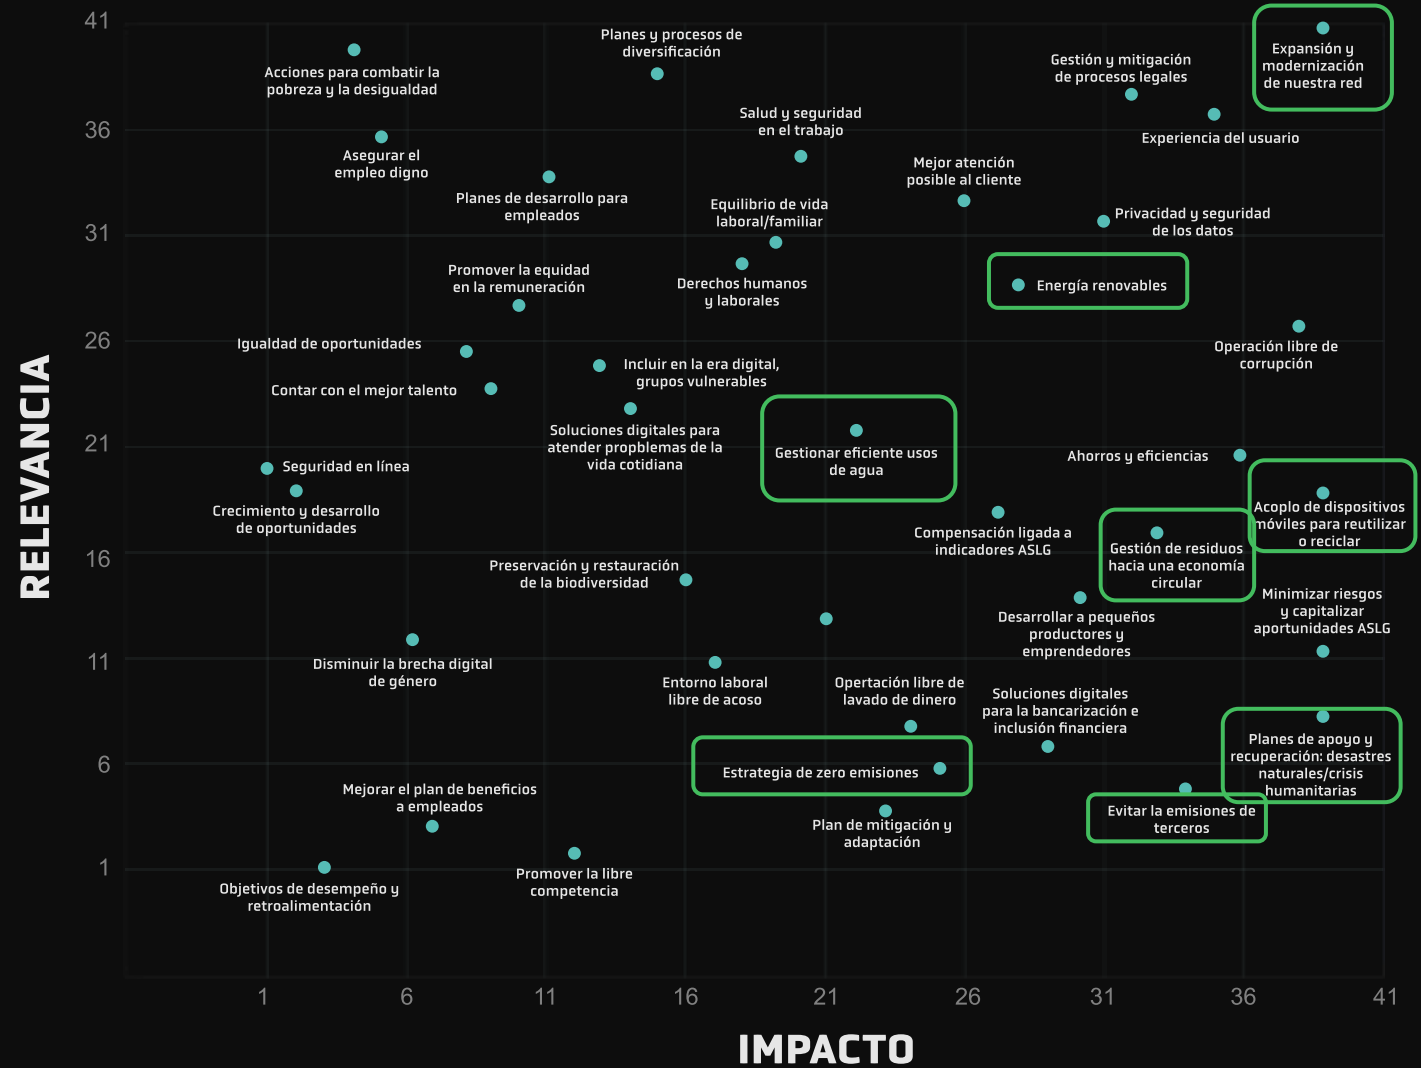 41
36
31
26
21
16
11
6
1
RELEVANCIA
Acciones para combatir la
pobreza y la desigualdad
Planes y procesos de
diversificación
Gestión y mitigación
de procesos legales
Expansión y
modernización
de nuestra red
Experiencia del usuario
Salud y seguridad
en el trabajo
Asegurar el
empleo digno
Mejor atención
posible al cliente
Planes de desarrollo para
empleados
Equilibrio de vida
laboral/familiar
Privacidad y seguridad
de los datos
Promover la equidad
en la remuneración
Derechos humanos
y laborales
Energía renovables
Igualdad de oportunidades
Operación libre de
corrupción
Contar con el mejor talento
Incluir en la era digital,
grupos vulnerables
Soluciones digitales para
atender propblemas de la
vida cotidiana
Gestionar eficiente usos
de agua
Ahorros y eficiencias
Seguridad en línea
Crecimiento y desarrollo
de oportunidades
Acoplo de dispositivos
móviles para reutilizar
o reciclar
Compensación ligada a
indicadores ASLG
Gestión de residuos
hacia una economía
circular
Preservación y restauración
de la biodiversidad
Minimizar riesgos
y capitalizar
aportunidades ASLG
Desarrollar a pequeños
productores y
emprendedores
Disminuir la brecha digital
de género
Entorno laboral
libre de acoso
Opertación libre de
lavado de dinero
Soluciones digitales
para la bancarización e
inclusión financiera
Planes de apoyo y
recuperación: desastres
naturales/crisis
humanitarias
Estrategia de zero emisiones
Mejorar el plan de beneficios
a empleados
Plan de mitigación y
adaptación
Evitar la emisiones de
terceros
Objetivos de desempeño y
retroalimentación
Promover la libre
competencia
1
6
11
16
21
26
31
36
41
IMPACTO